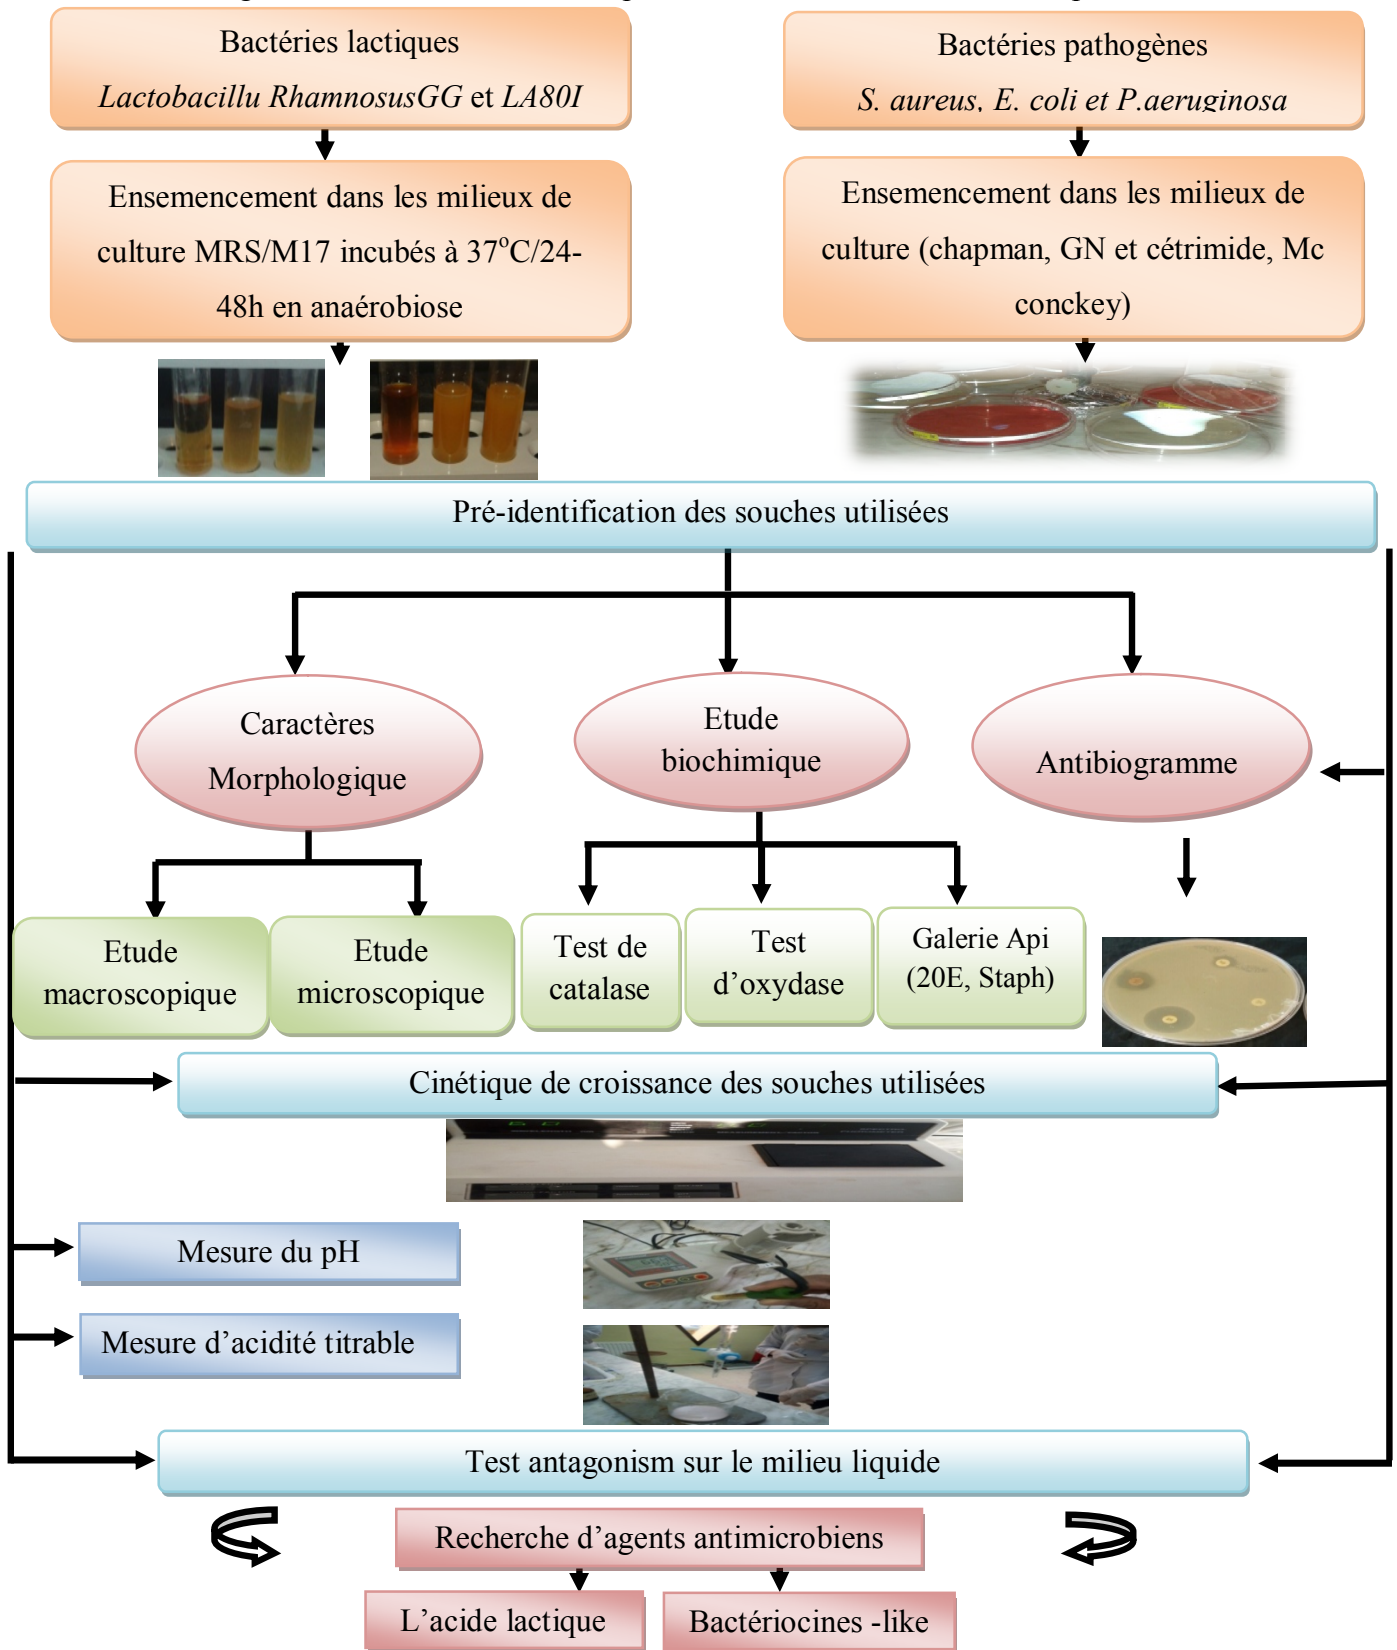 Bactéries lactiques
Lactobacillu RhamnosusGG et LA80I
Bactéries pathogènes
S. aureus, E. coli et P.aeruginosa
Ensemencement dans les milieux de
culture MRS/M17 incubés à 37°C/24-
48h en anaérobiose
Ensemencement dans les milieux de
culture (chapman, GN et cétrimide, Mc
conckey)
Pré-identification des souches utilisées
Caractères
Morphologique
Etude
biochimique
Antibiogramme
Etude
macroscopique
Etude
microscopique
Test de
catalase
Test
d’oxydase
Galerie Api
(20E, Staph)
Cinétique de croissance des souches utilisées
Mesure du pH
Mesure d’acidité titrable
Test antagonism sur le milieu liquide
Recherche d’agents antimicrobiens
L’acide lactique
Bactériocines -like